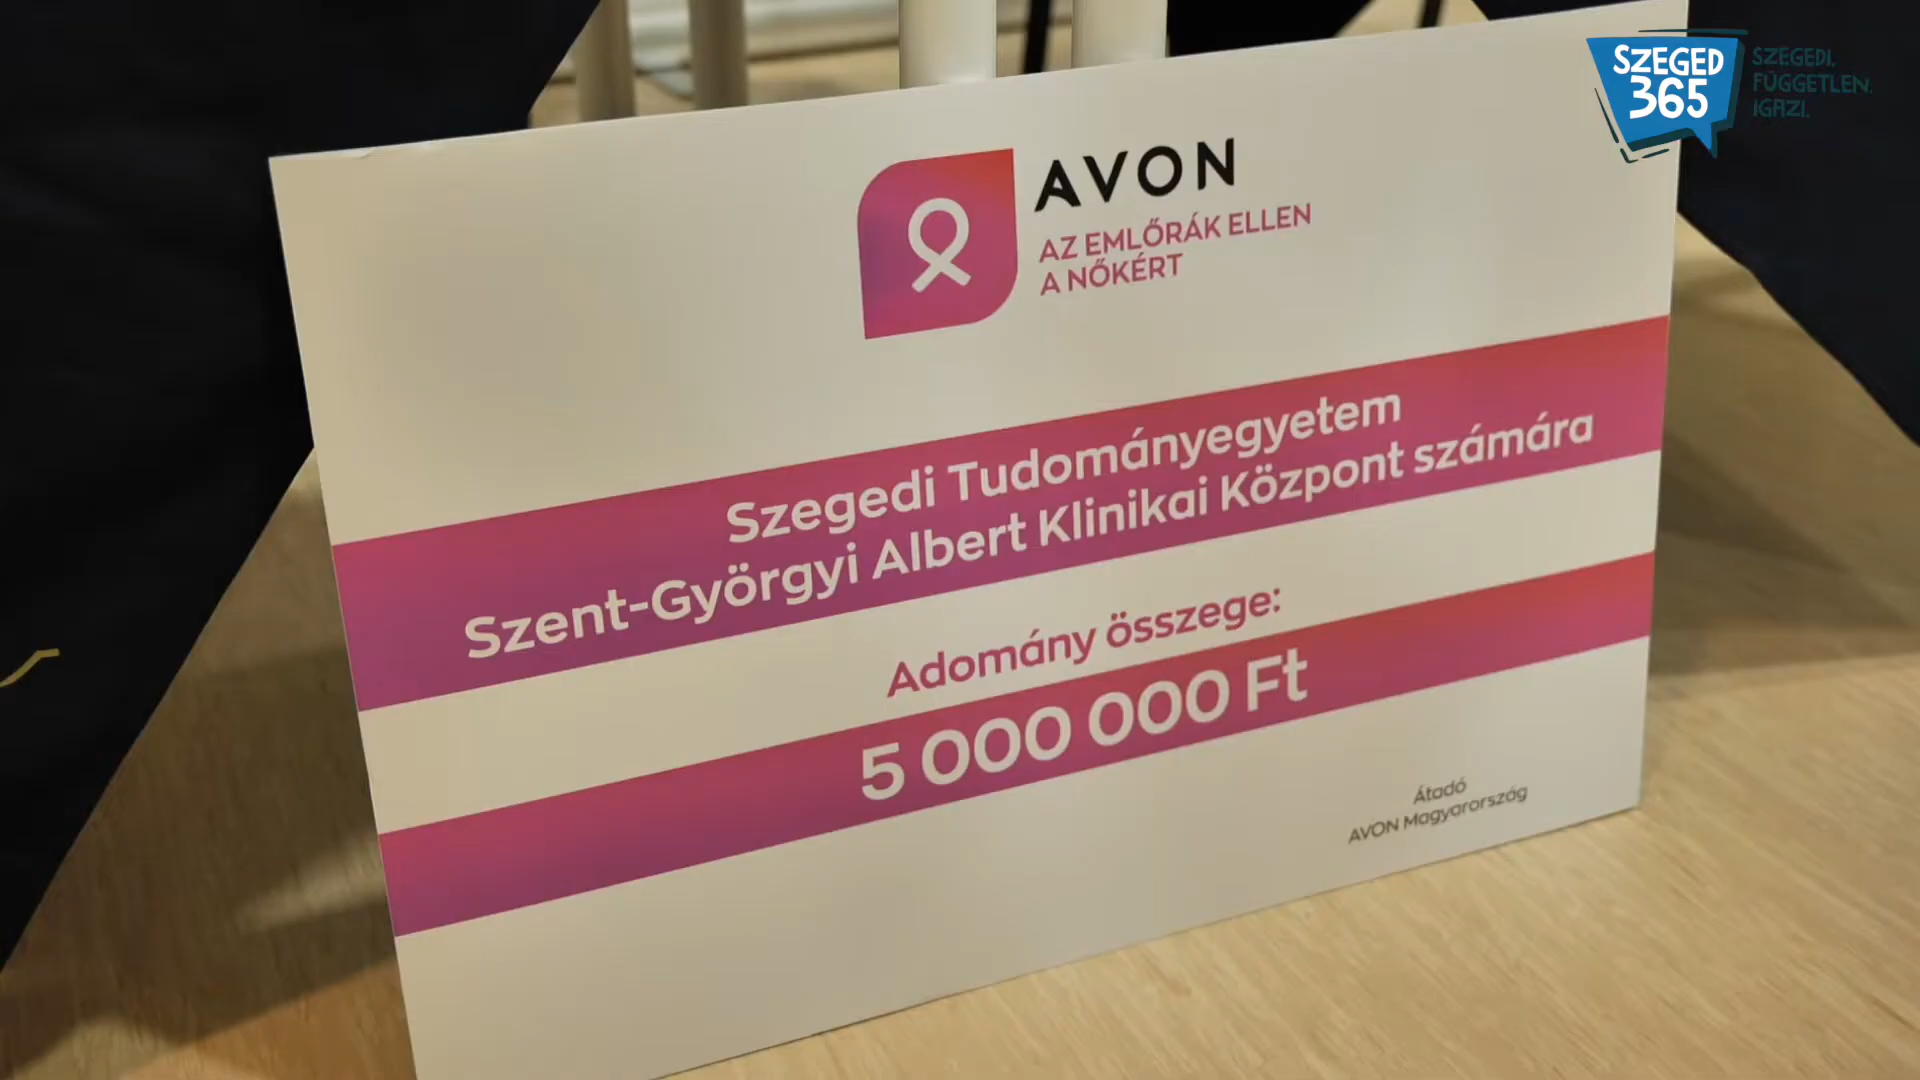 SZEGED
365
SZEGEDI.
FÜGGETLEN.
IGAZI.
AVON
AZ EMLŐRÁK ELLEN
A NŐKÉRT
Szegedi Tudományegyetem
Szent-Györgyi Albert Klinikai Központ számára
Adomány összege:
5 000 000 Ft
Átadó
AVON Magyarország